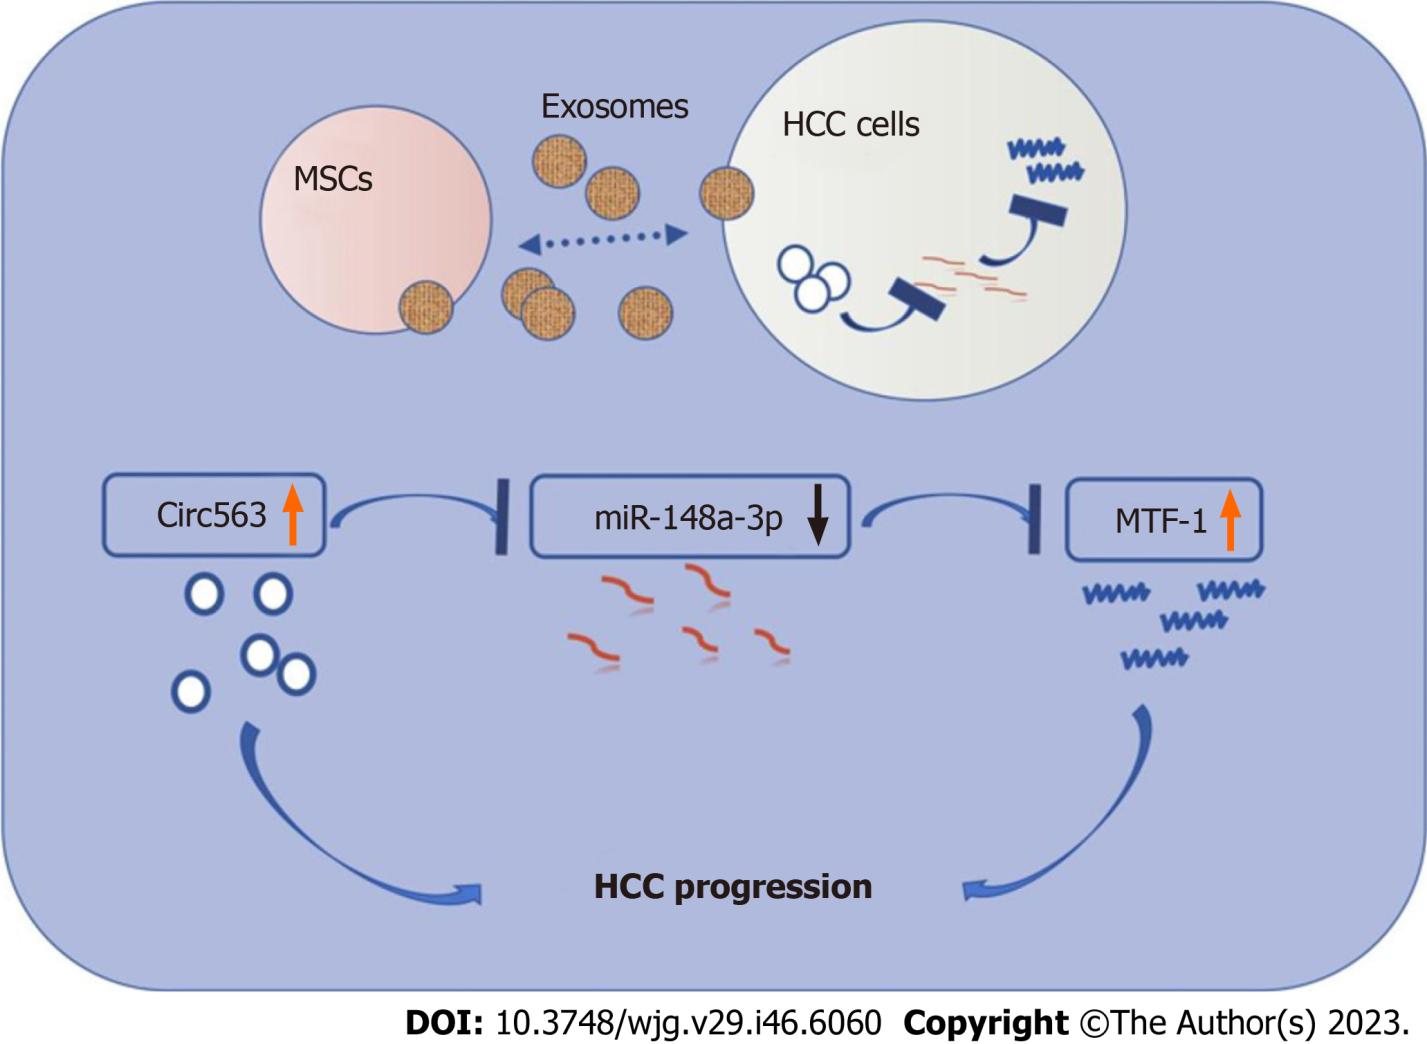 Exosomes
HCC cells
MSCs
Circ563
miR-148a-3p
MTF-1
HCC progression
DOI: 10.3748/wjg.v29.i46.6060 Copyright ©The Author(s) 2023.